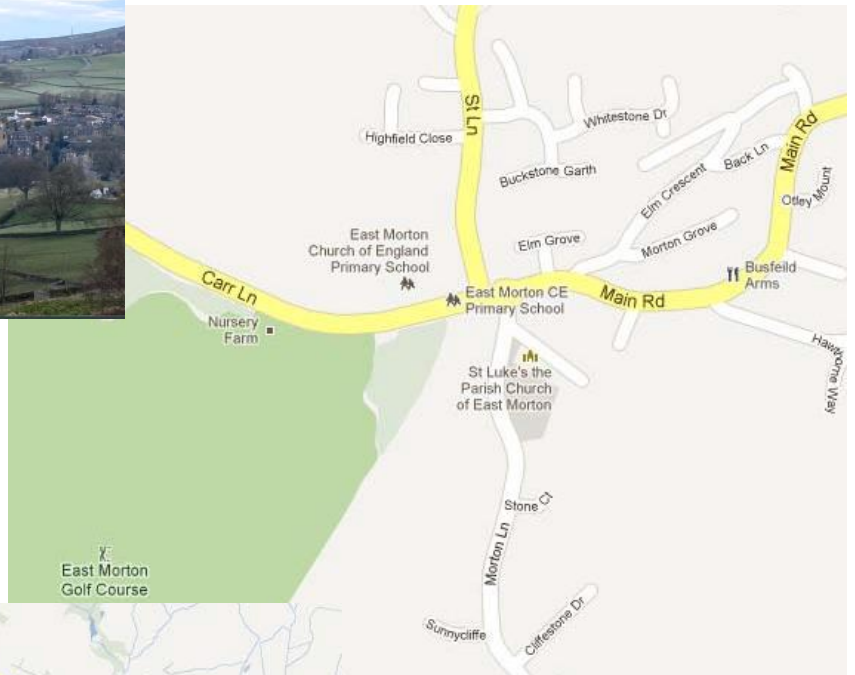 St Ln
Whitestone Dr
Highfield Close
Buckstone Garth
Back Ln
Main Rd
Elm Crescent
Otley Mount
East Morton
Church of England
Primary School
Elm Grove
Morton Grove
Busfeild
Arms
Carr Ln
East Morton CE
Primary School
Main Rd
Nursery
Farm
Hawthorne Way
St Luke's the
Parish Church
of East Morton
Stone Ct
Morton Ln
East Morton
Golf Course
Sunnycliffe
Cliffestone Dr